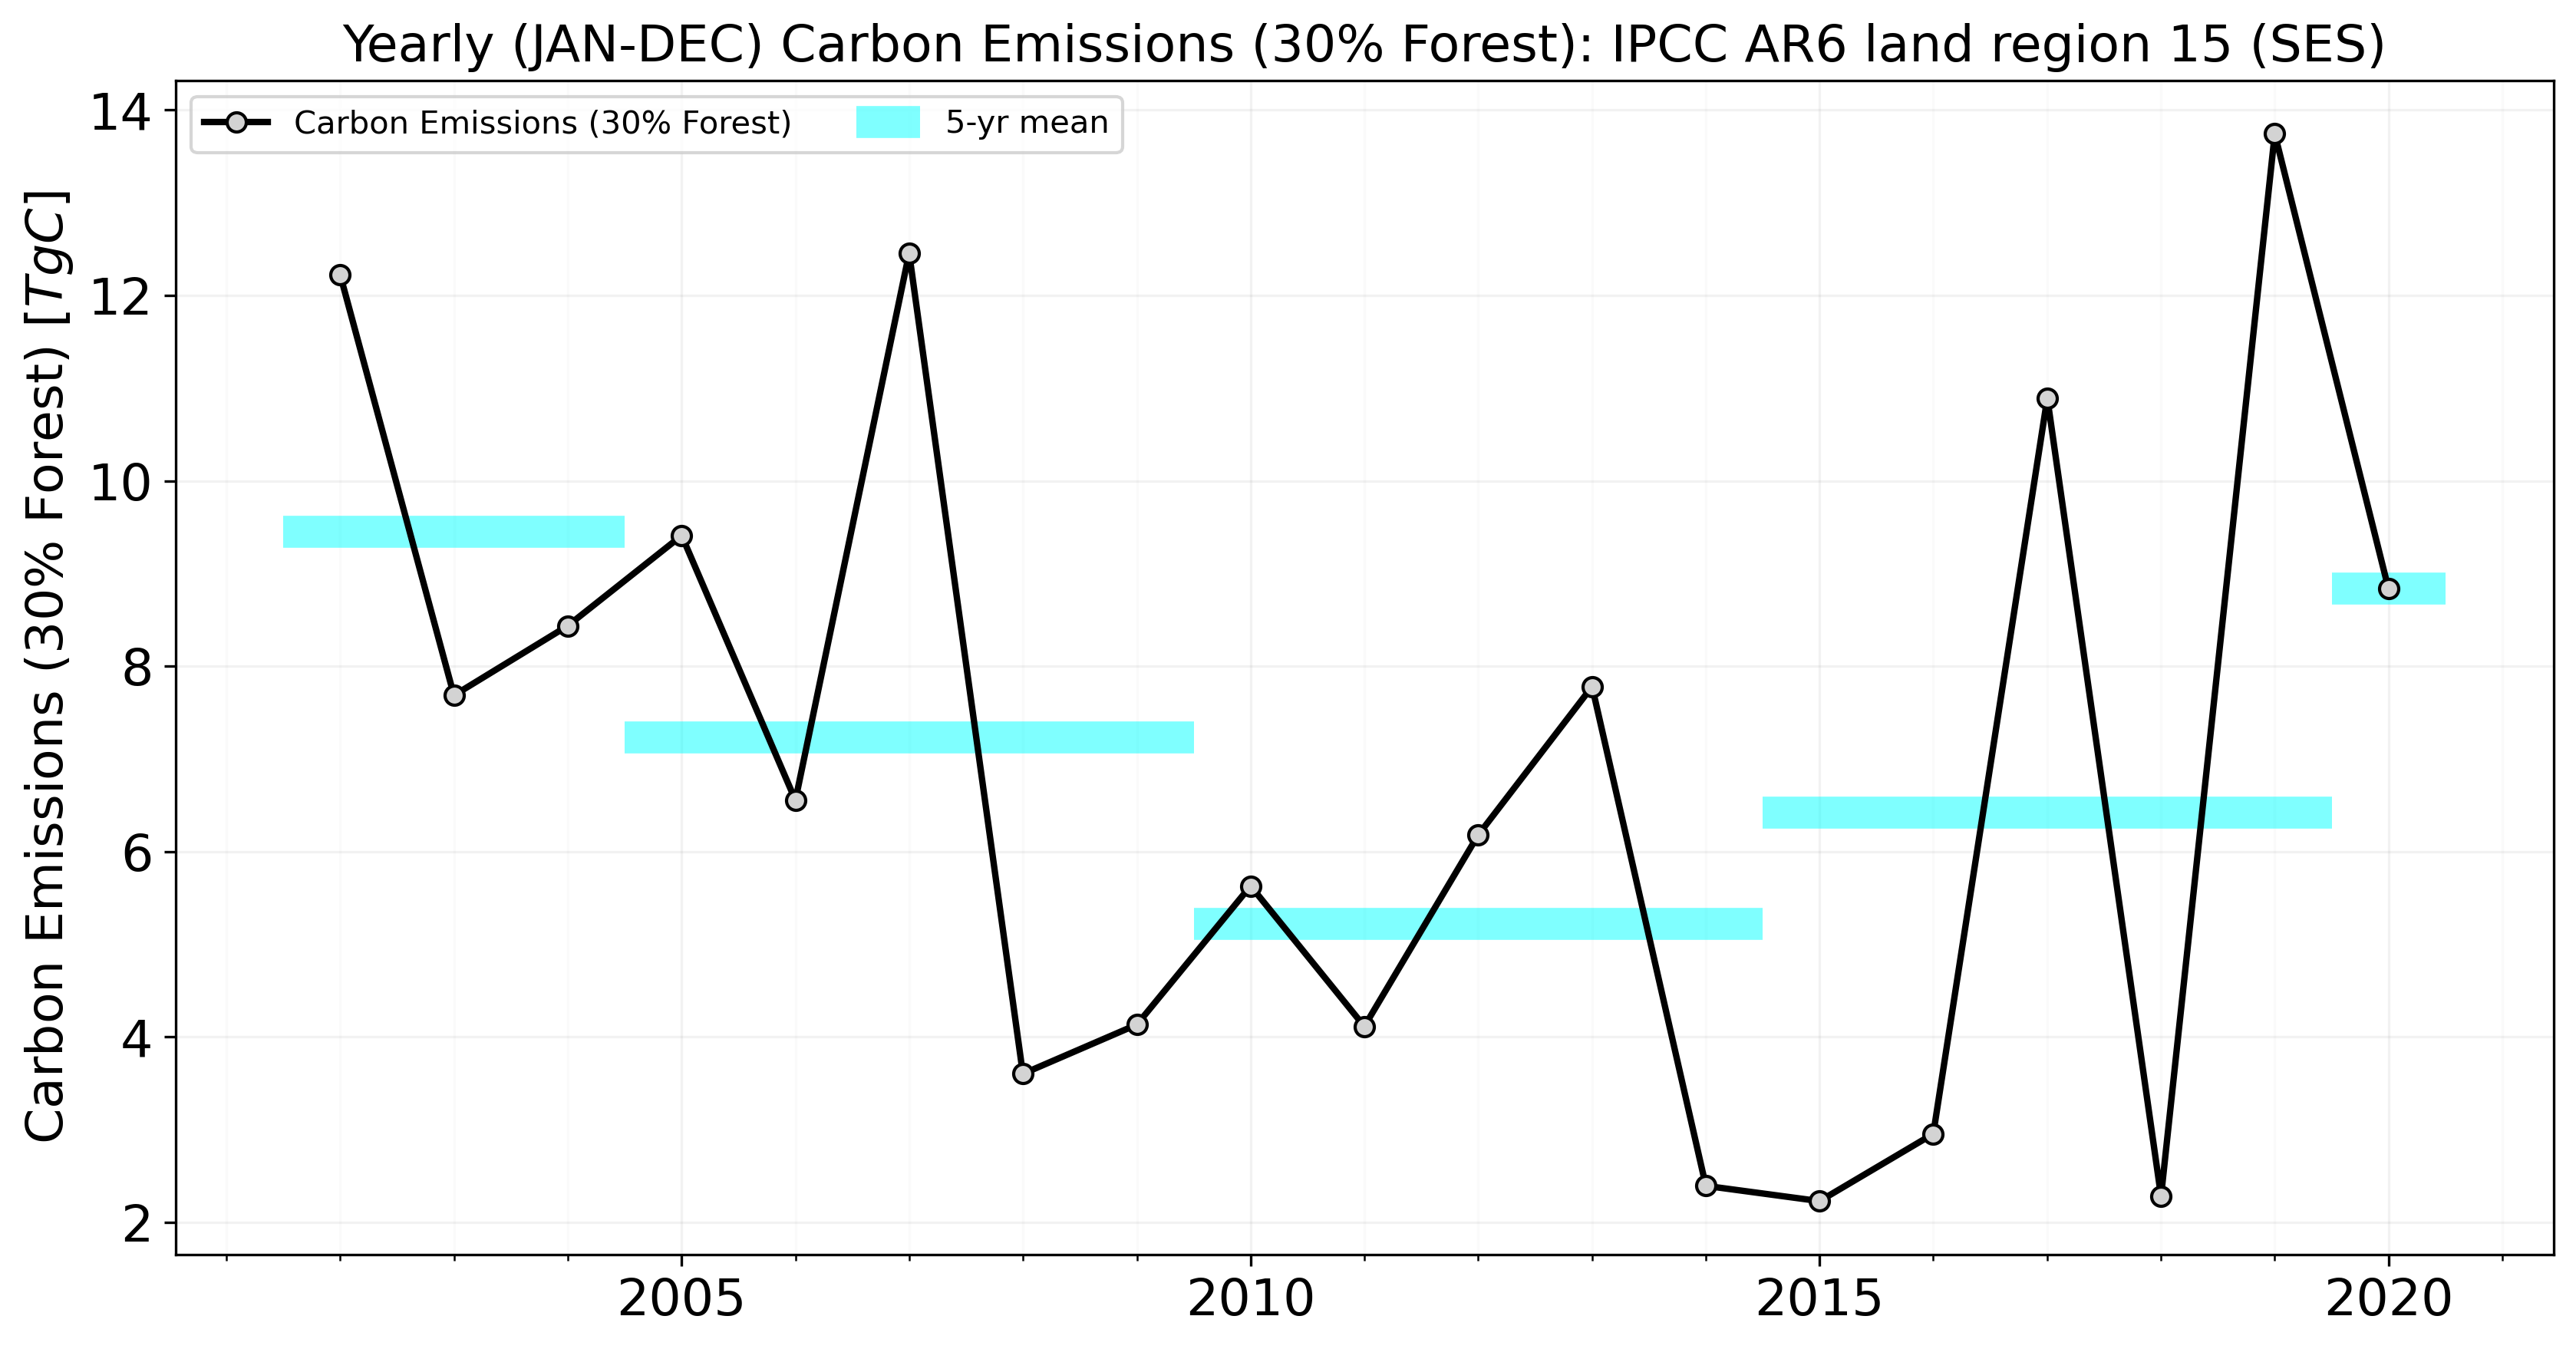 Yearly (JAN-DEC) Carbon Emissions (30% Forest): IPCC AR6 land region 15 (SES)
Carbon Emissions (30% Forest)
5-yr mean
Carbon Emissions (30% Forest) [TgC]
14
12
10
8
6
4
2
2005
2010
2015
2020